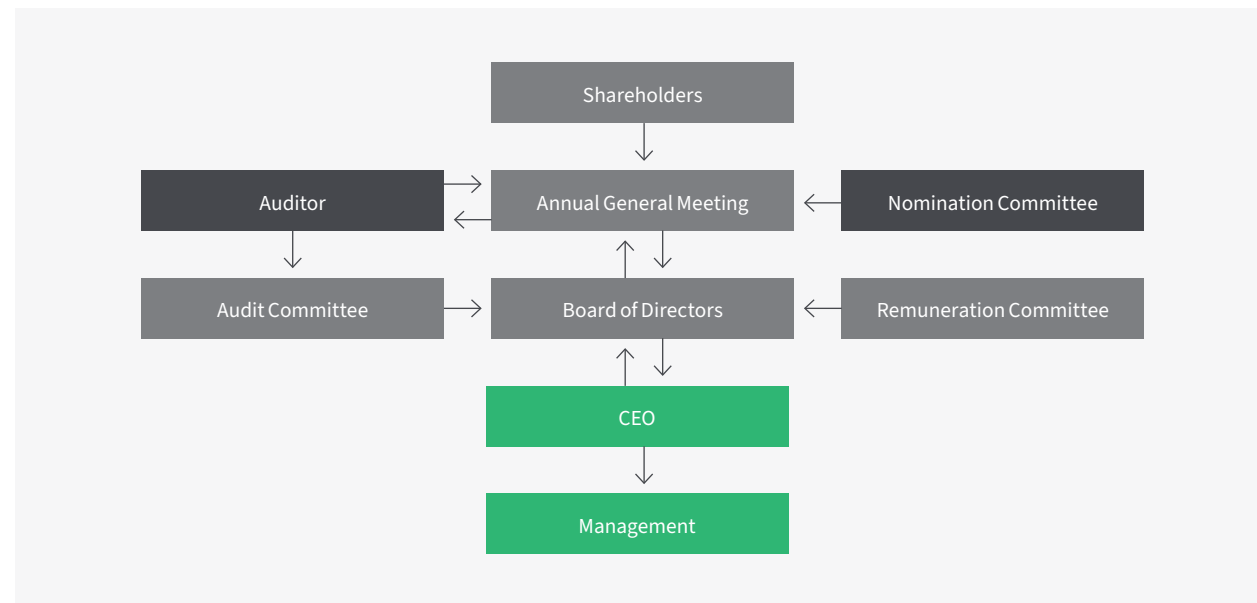 Shareholders
Auditor
Annual General Meeting
Nomination Committee
Audit Committee
Board of Directors
Remuneration Committee
CEO
Management